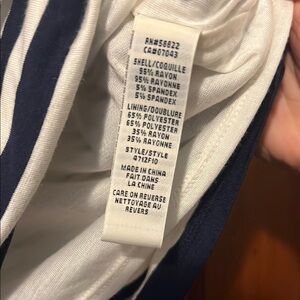 RN#58822
CA#07043
SHELL/COQUILLE
95% RAYON
95% RAYONNE
5% SPANDEX
5% SPANDEX
LINING/DOUBLURE
65% POLYESTER
65% POLYESTER
35% RAYON
35% RAYONNE
STYLE/STYLE
4712F10
MADE IN CHINA
FAIT DANS
LA CHINE
CARE ON REVERSE
NETTOYAGE AU
REVERS